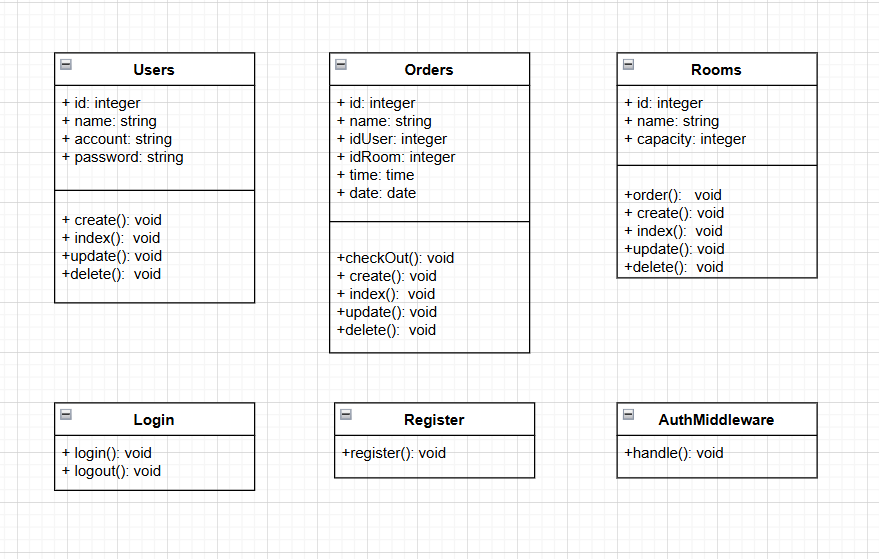 Users
+ id: integer
+ name: string
+ account: string
+ password: string
+ create(): void
+ index():  void
+update(): void
+delete():  void
Orders
+ id: integer
+ name: string
+ idUser: integer
+ idRoom: integer
+ time: time
+ date: date
+checkOut(): void
+ create(): void
+ index():  void
+update(): void
+delete():  void
Rooms
+ id: integer
+ name: string
+ capacity: integer
+order():   void
+ create(): void
+ index():  void
+update(): void
+delete():  void
Login
+ login(): void
+ logout(): void
Register
+register(): void
AuthMiddleware
+handle(): void